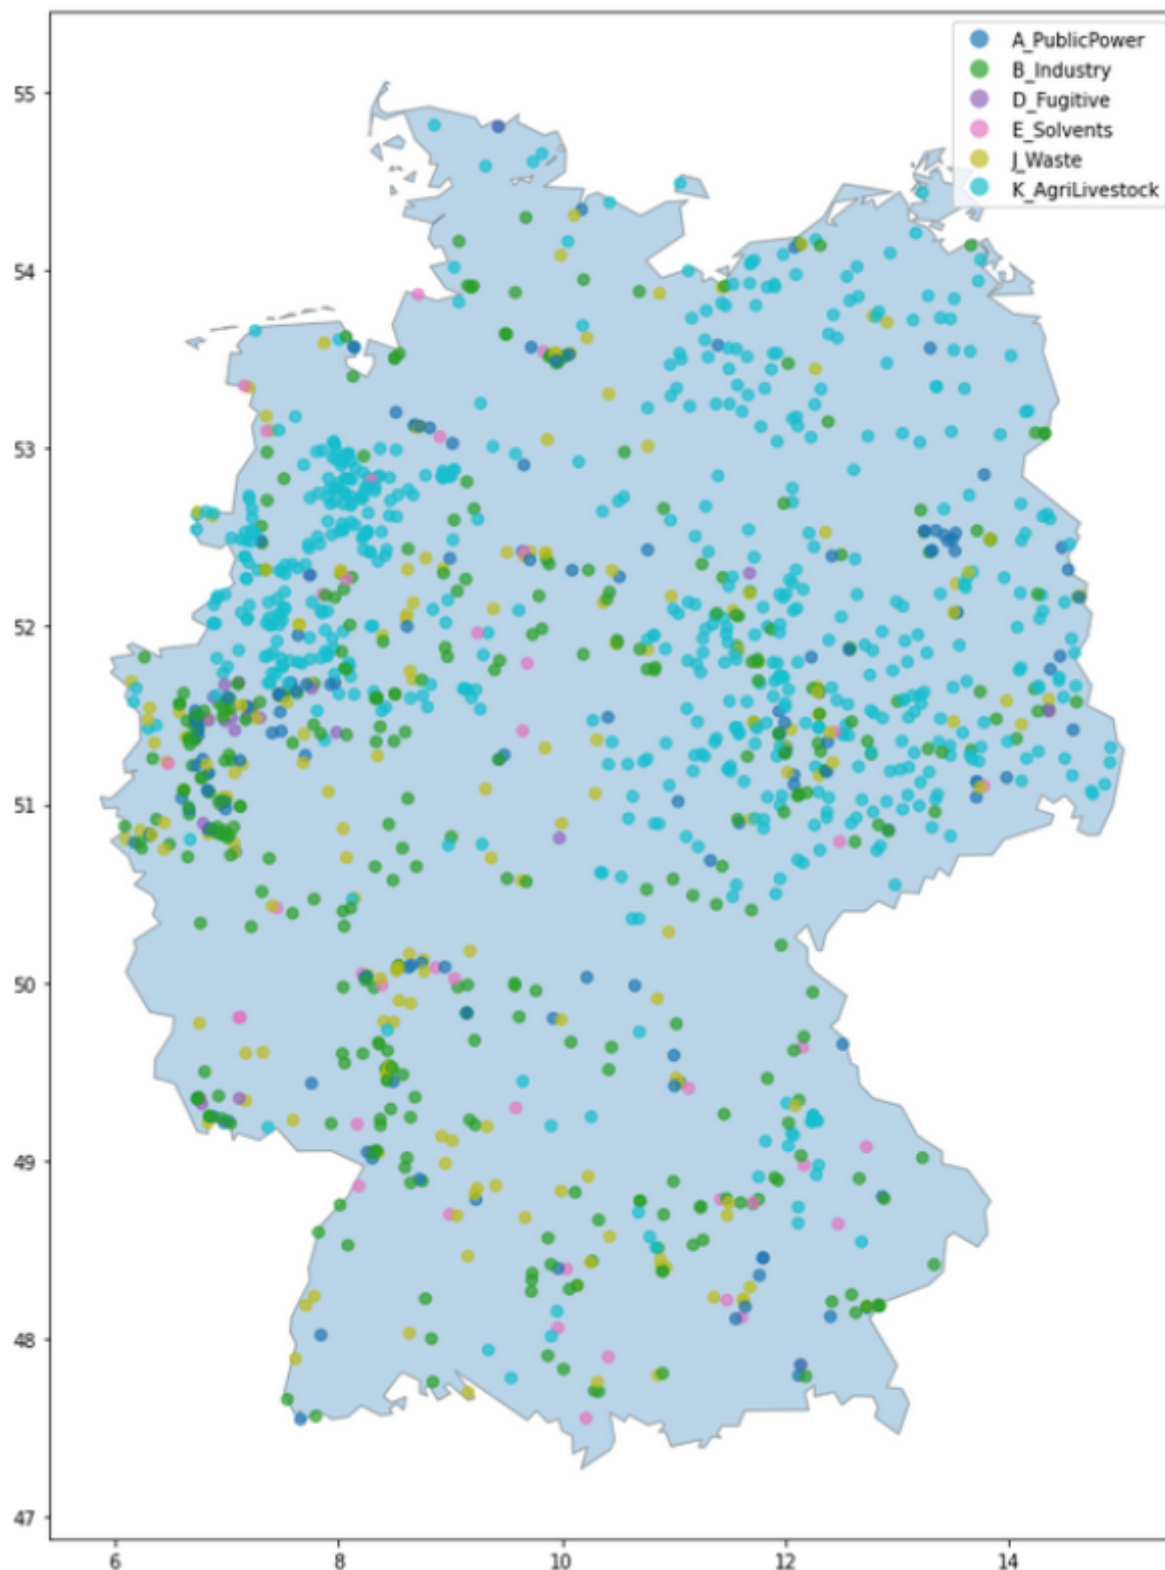 A_PublicPower
B_Industry
D_Fugitive
E_Solvents
J_Waste
K_AgriLivestock
55
54
53
52
51
50
49
48
47
6 8 10 12 14